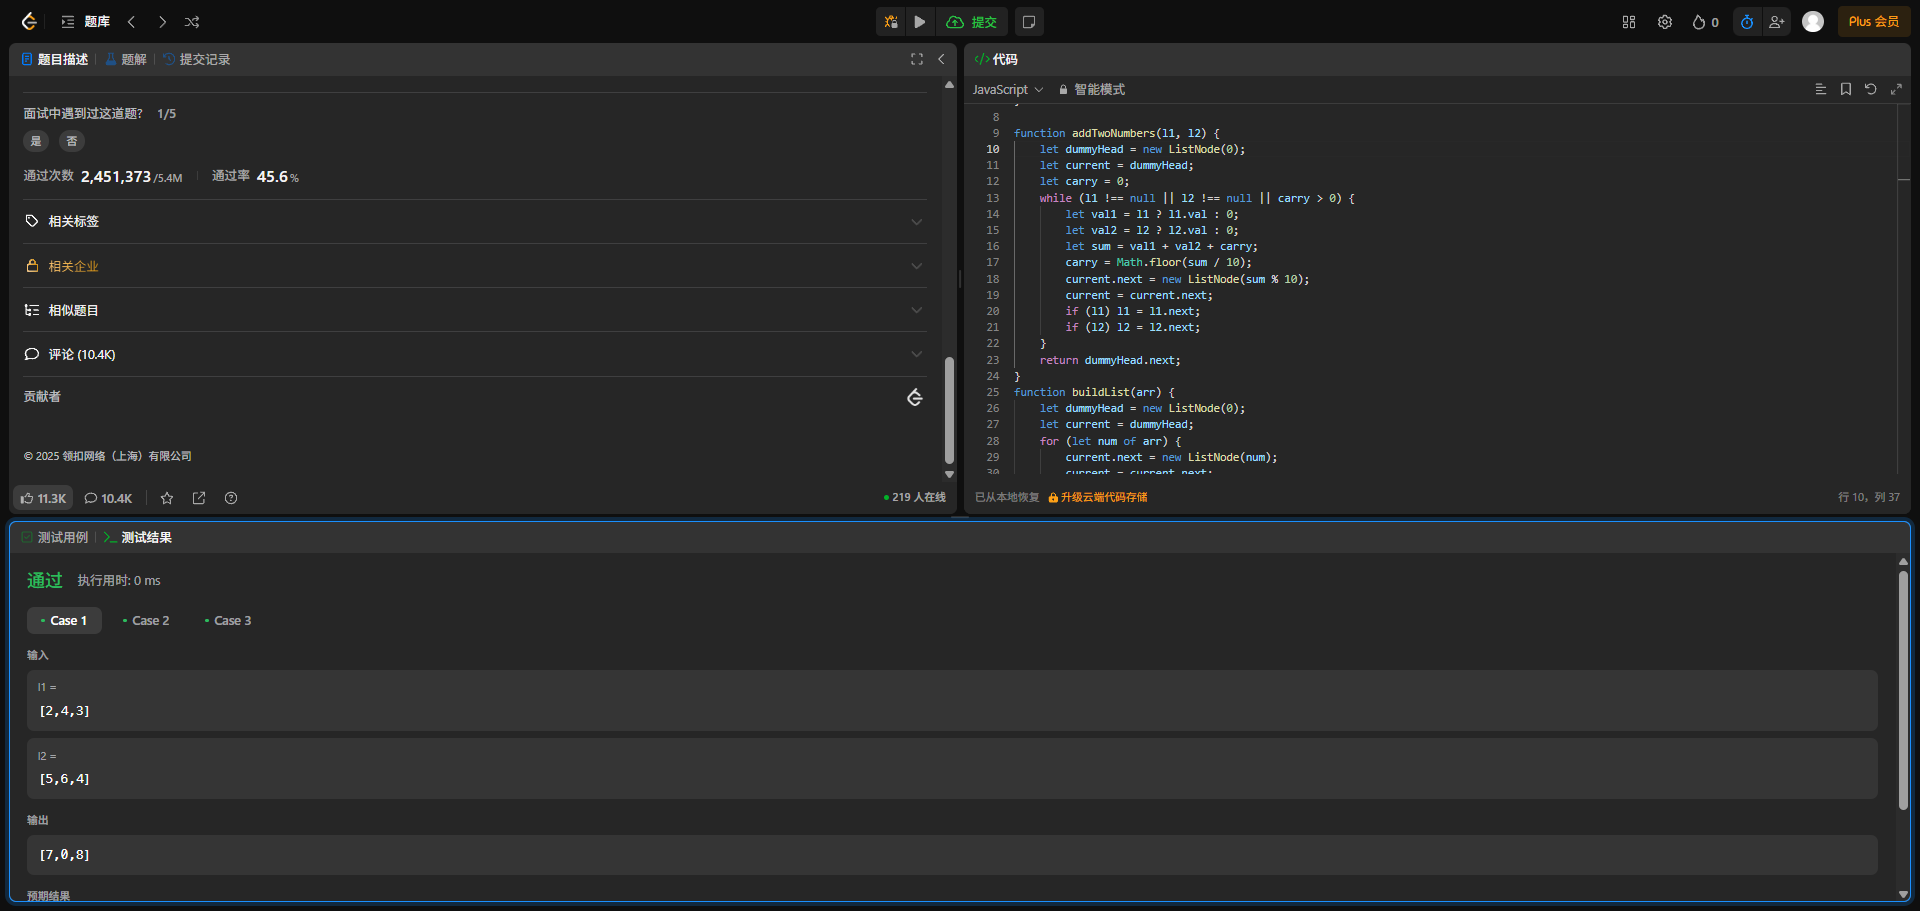 题库
提交
0
Plus 会员
题目描述
题解
提交记录
面试中遇到过这道题? 1/5
是
否
通过次数 2,451,373/5.4M
通过率 45.6%
相关标签
相关企业
相似题目
评论 (10.4K)
贡献者
© 2025 领扣网络（上海）有限公司
11.3K
10.4K
219 人在线
</>代码
JavaScript
智能模式
8
9 function addTwoNumbers(l1, l2) {
10 let dummyHead = new ListNode(0);
11 let current = dummyHead;
12 let carry = 0;
13 while (l1 !== null || l2 !== null || carry > 0) {
14 let val1 = l1 ? l1.val : 0;
15 let val2 = l2 ? l2.val : 0;
16 let sum = val1 + val2 + carry;
17 carry = Math.floor(sum / 10);
18 current.next = new ListNode(sum % 10);
19 current = current.next;
20 if (l1) l1 = l1.next;
21 if (l2) l2 = l2.next;
22 }
23 return dummyHead.next;
24 }
25 function buildList(arr) {
26 let dummyHead = new ListNode(0);
27 let current = dummyHead;
28 for (let num of arr) {
29 current.next = new ListNode(num);
30 current = current.next;
已从本地恢复
升级云端代码存储
行 10，列 37
测试用例
测试结果
通过
执行用时: 0 ms
Case 1
Case 2
Case 3
输入
l1 =
[2,4,3]
l2 =
[5,6,4]
输出
[7,0,8]
预期结果